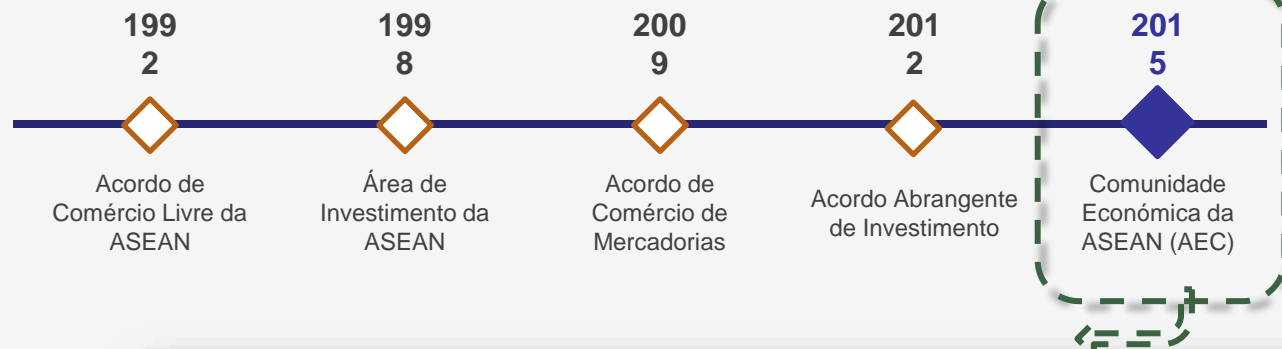 199
2
199
8
200
9
201
2
201
5
Acordo de
Comércio Livre da
ASEAN
Área de
Investimento da
ASEAN
Acordo de
Comércio de
Mercadorias
Acordo Abrangente
de Investimento
Comunidade
Económica da
ASEAN (AEC)